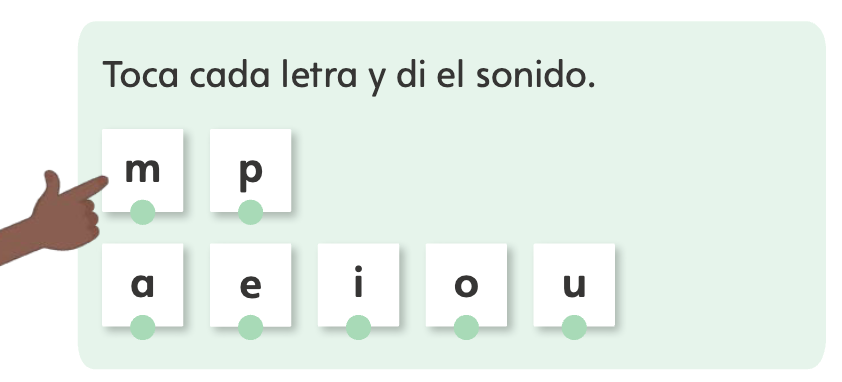 Toca cada letra y di el sonido.
m p
a e i o u